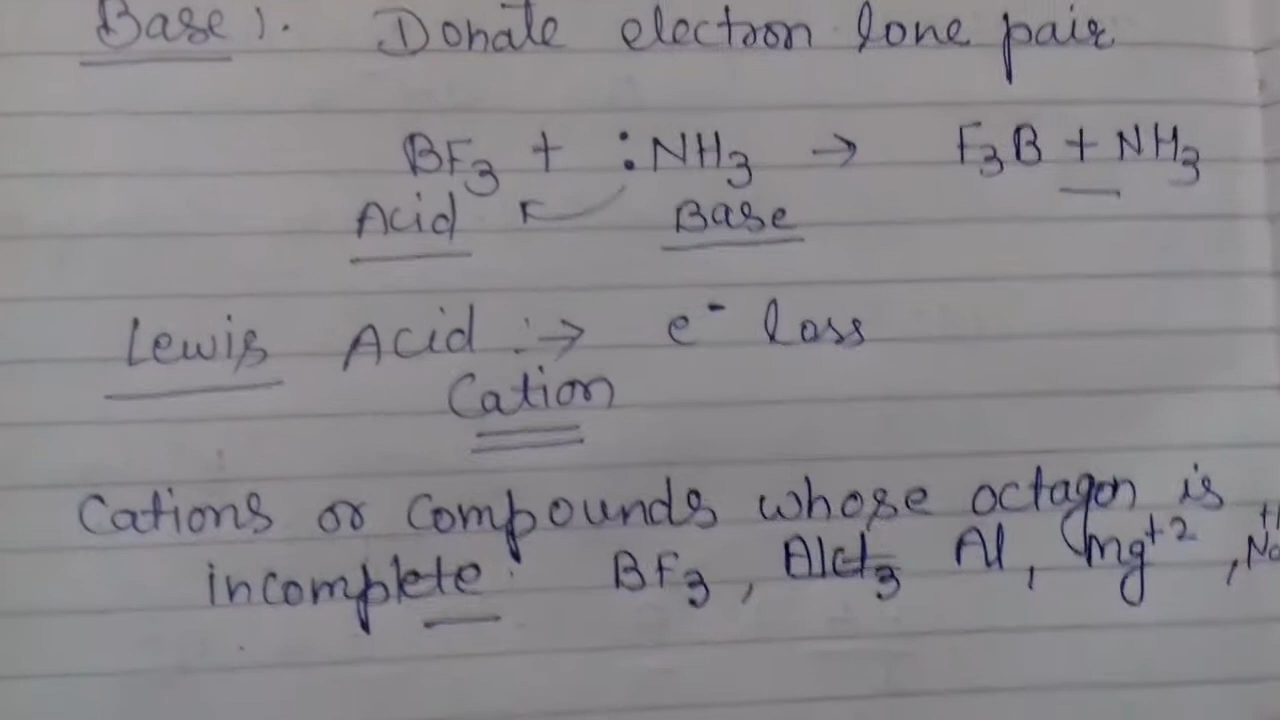 Base). Donate electron lone pair
BF3 + :NH3 → F3B + NH3
Acid Base
Lewis Acid :→ e- loss
Cation
Cations or compounds whose octagon is
incomplete. BF3, AlCl3 Al, mg+2, Na+